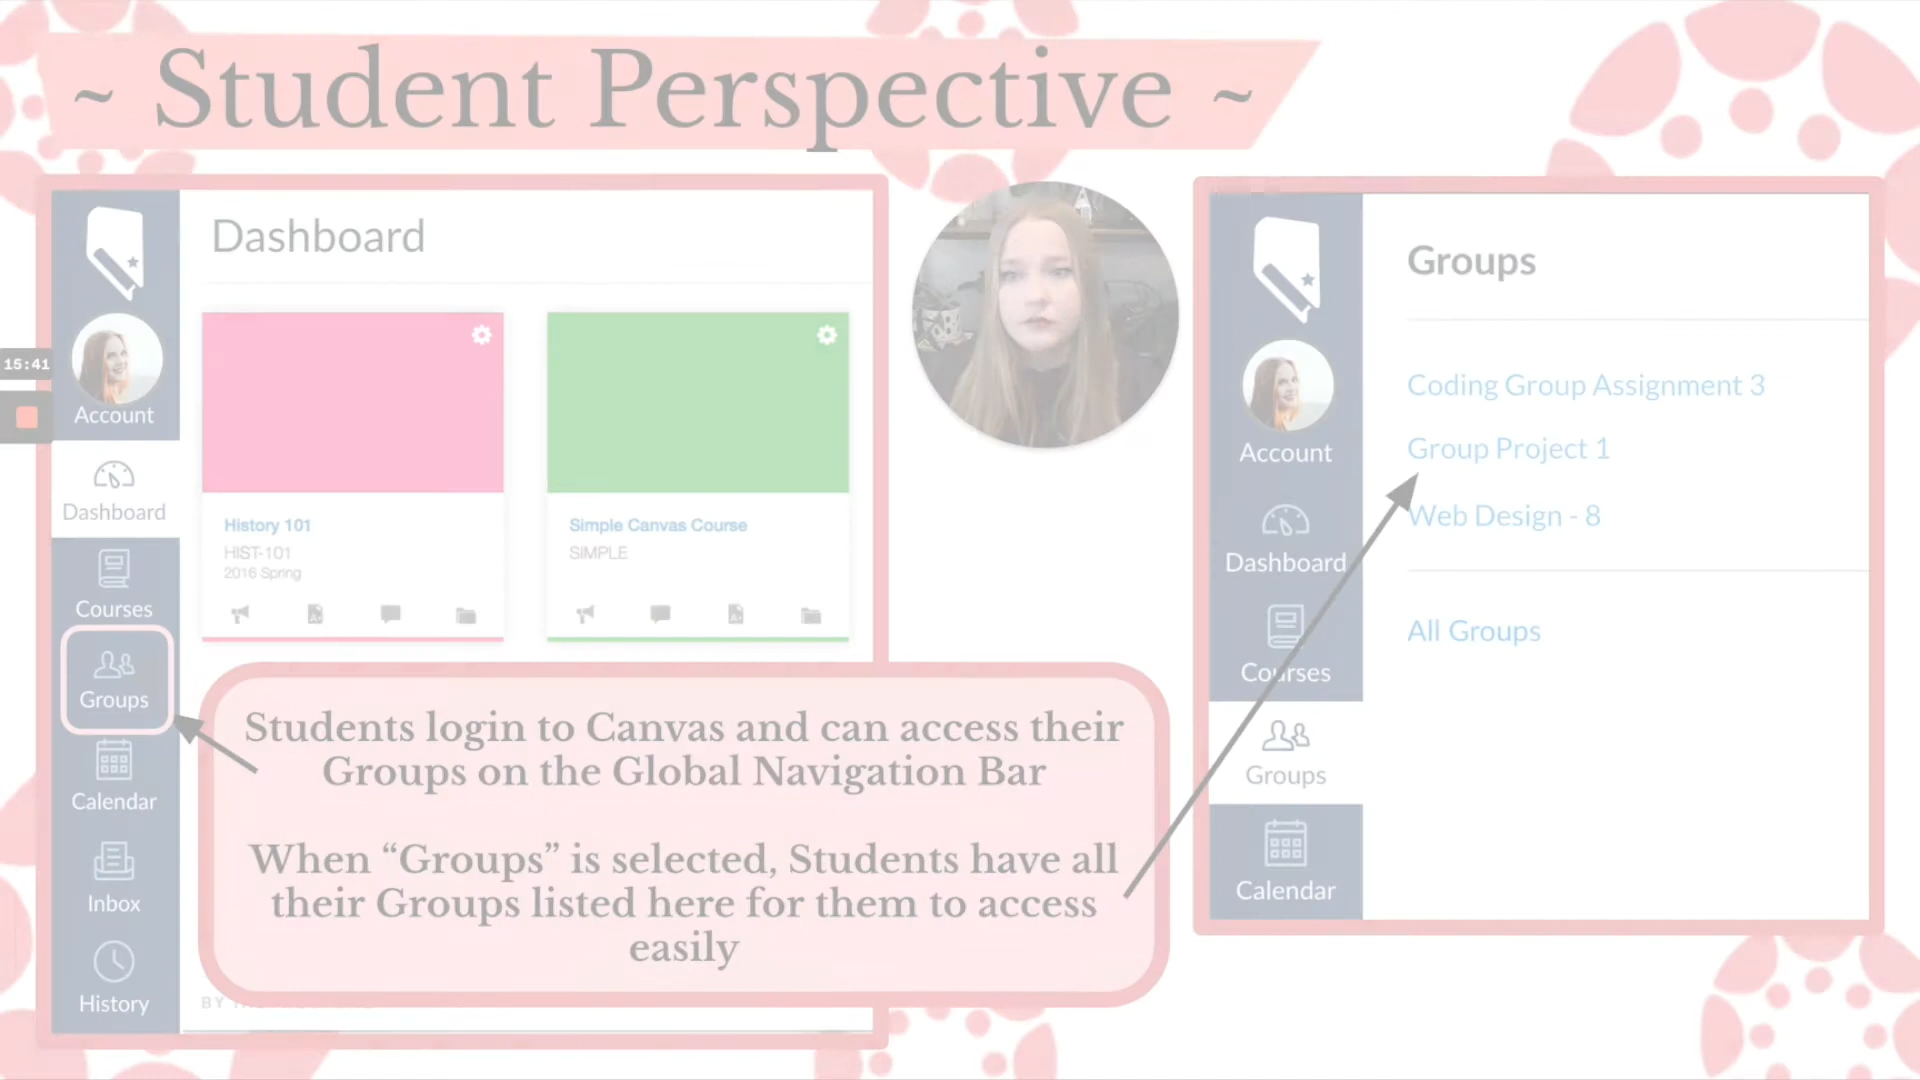 ~ Student Perspective ~
Dashboard
15:41
Account
Dashboard
Courses
Groups
Calendar
Inbox
History
History 101
HIST-101
2016 Spring
Simple Canvas Course
SIMPLE
Students login to Canvas and can access their
Groups on the Global Navigation Bar
When “Groups” is selected, Students have all
their Groups listed here for them to access
easily
BY
Groups
Account
Dashboard
Courses
Groups
Calendar
Coding Group Assignment 3
Group Project 1
Web Design - 8
All Groups